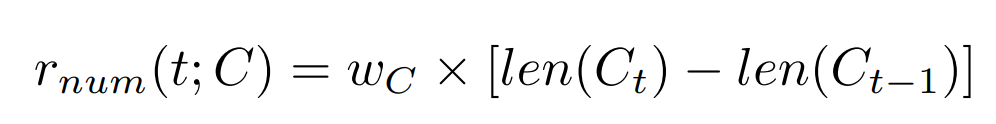 r_{num}(t; C) = w_C × [len(C_t) − len(C_{t−1})]